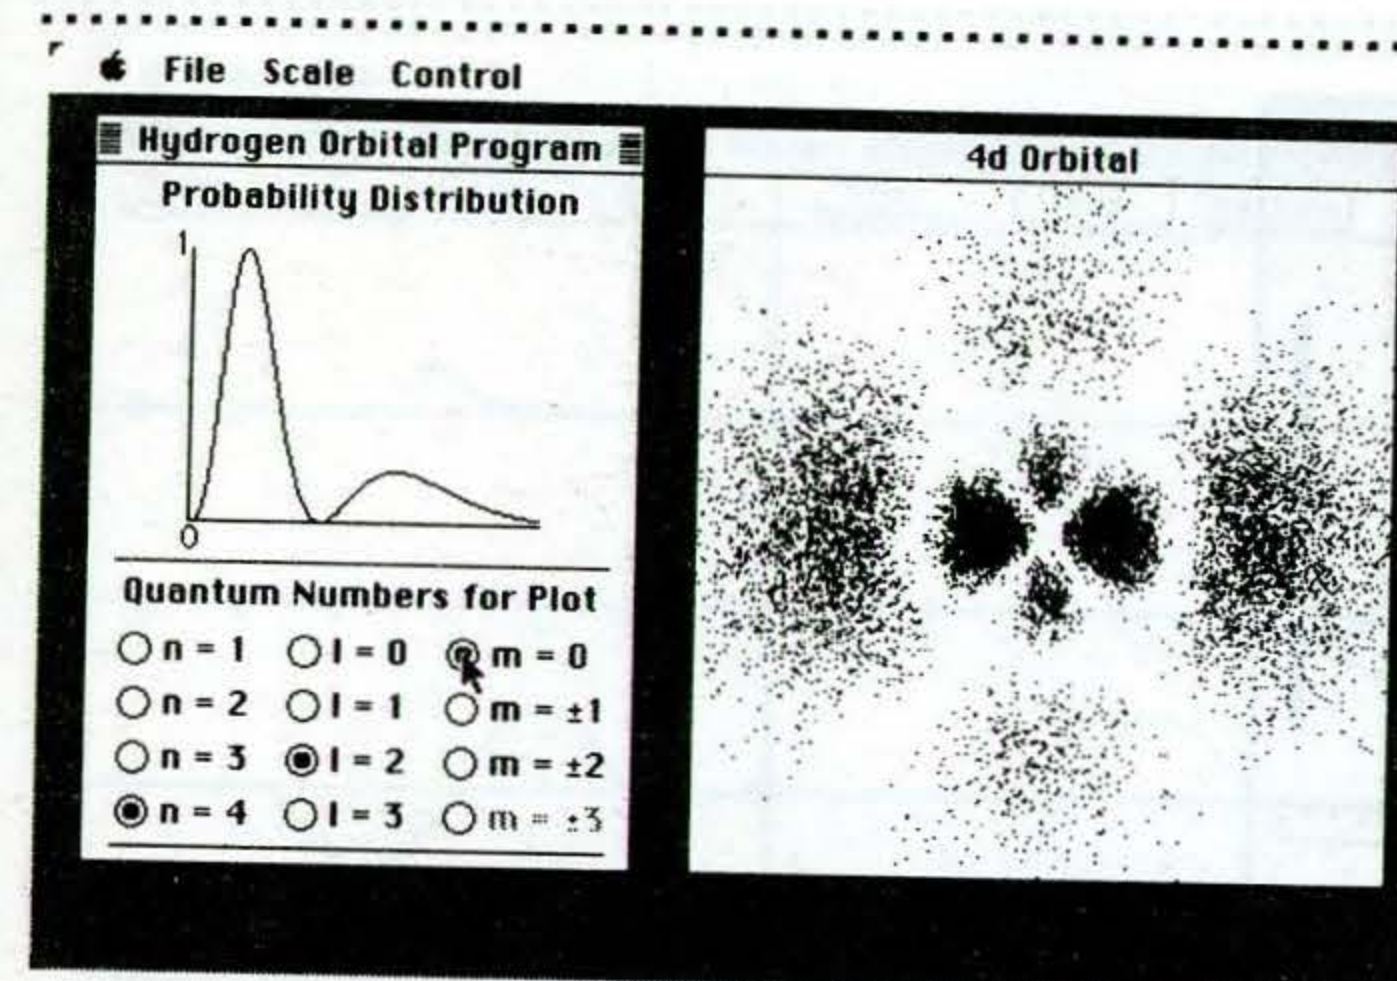 File Scale Control
Hydrogen Orbital Program
Probability Distribution
1
0
Quantum Numbers for Plot
n = 1 l = 0 m = 0
n = 2 l = 1 m = ±1
n = 3 l = 2 m = ±2
n = 4 l = 3 m = ±3
4d Orbital